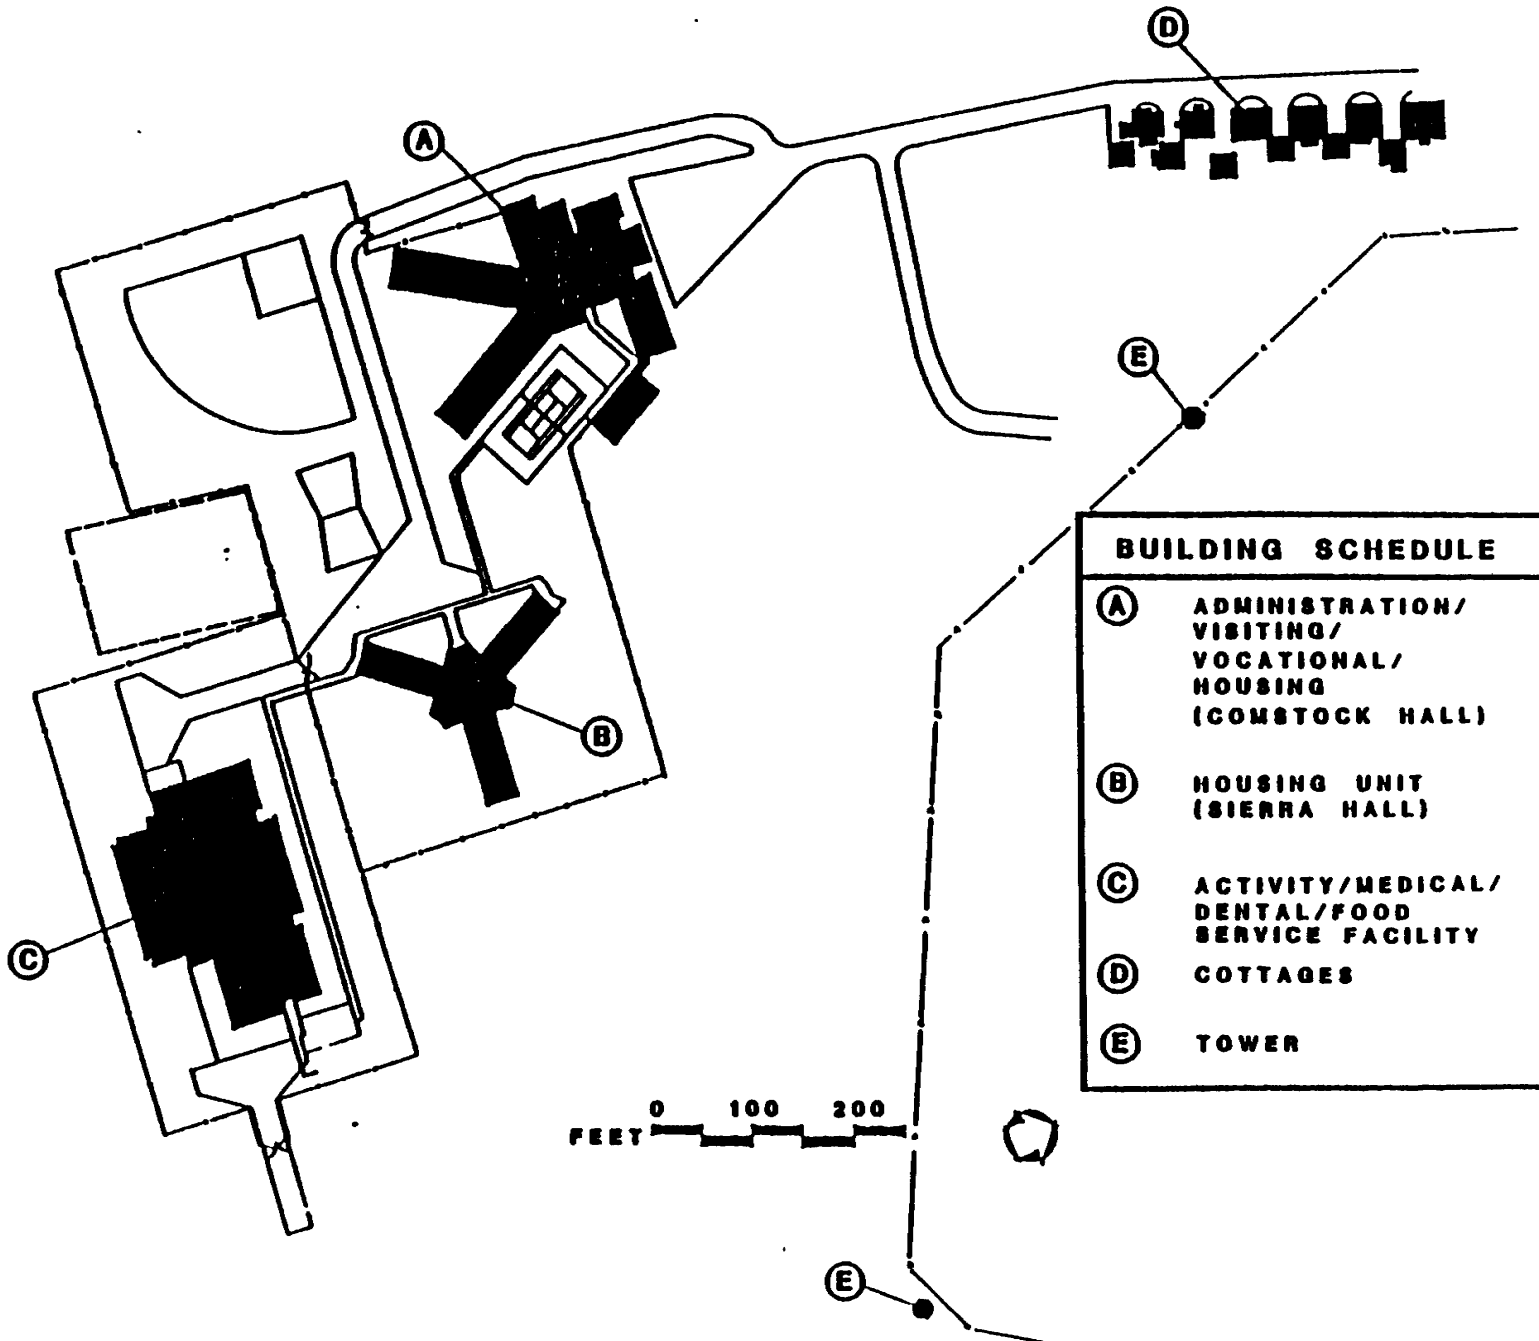 D
A
E
BUILDING SCHEDULE
A ADMINISTRATION/
VISITING/
VOCATIONAL/
HOUSING
(COMSTOCK HALL)
B
B HOUSING UNIT
(SIERRA HALL)
C ACTIVITY/MEDICAL/
DENTAL/FOOD
SERVICE FACILITY
C
D COTTAGES
E TOWER
0 100 200
FEET
E